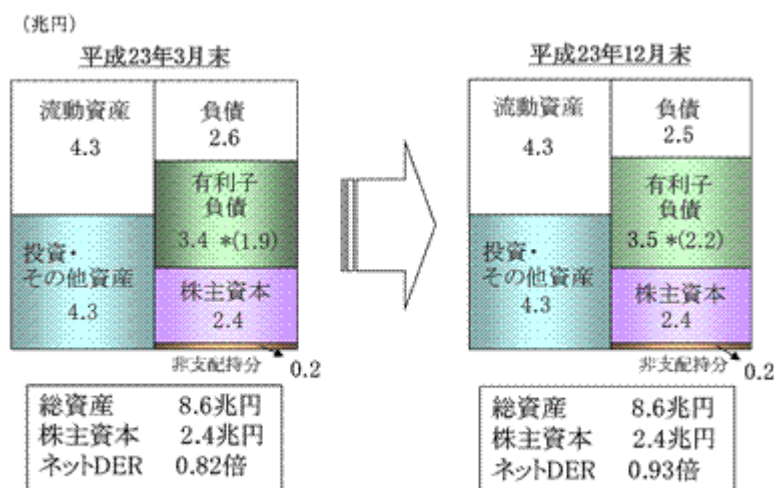 (兆円)
平成23年3月末
流動資産
4.3
負債
2.6
有利子
負債
3.4 *(1.9)
投資・
その他資産
4.3
株主資本
2.4
非支配持分
0.2
総資産 8.6兆円
株主資本 2.4兆円
ネットDER 0.82倍
平成23年12月末
流動資産
4.3
負債
2.5
有利子
負債
3.5 *(2.2)
投資・
その他資産
4.3
株主資本
2.4
非支配持分
0.2
総資産 8.6兆円
株主資本 2.4兆円
ネットDER 0.93倍